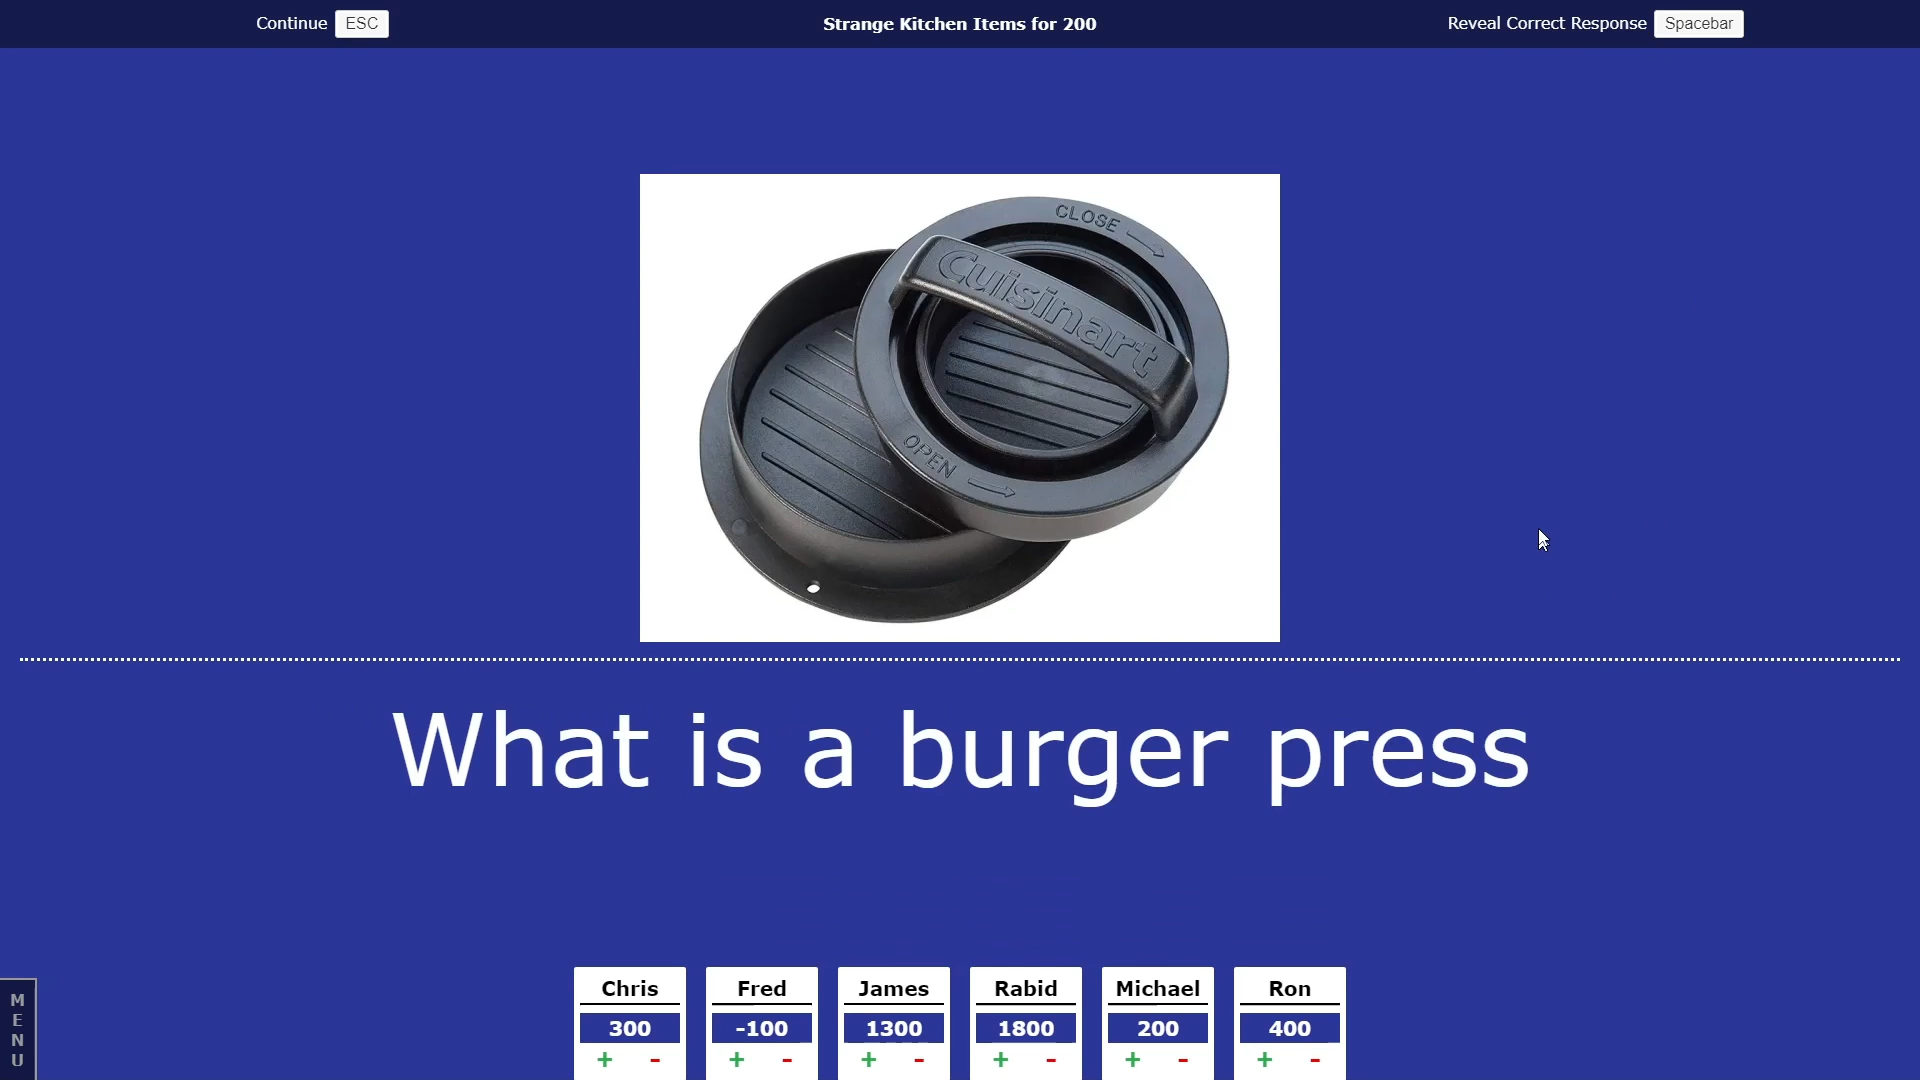 Continue ESC
Strange Kitchen Items for 200
Reveal Correct Response Spacebar
CLOSE
Cuisinart
OPEN
What is a burger press
Chris Fred James Rabid Michael Ron
300 -100 1300 1800 200 400
+ - + - + - + - + - + -
MENU